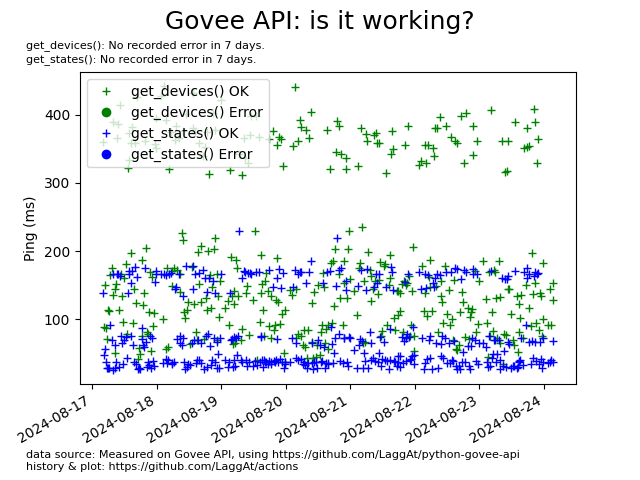 Govee API: is it working?
get_devices(): No recorded error in 7 days.
get_states(): No recorded error in 7 days.
get_devices() OK
get_devices() Error
get_states() OK
get_states() Error
Ping (ms)
400
300
200
100
2024-08-17
2024-08-18
2024-08-19
2024-08-20
2024-08-21
2024-08-22
2024-08-23
2024-08-24
data source: Measured on Govee API, using https://github.com/LaggAt/python-govee-api
history & plot: https://github.com/LaggAt/actions